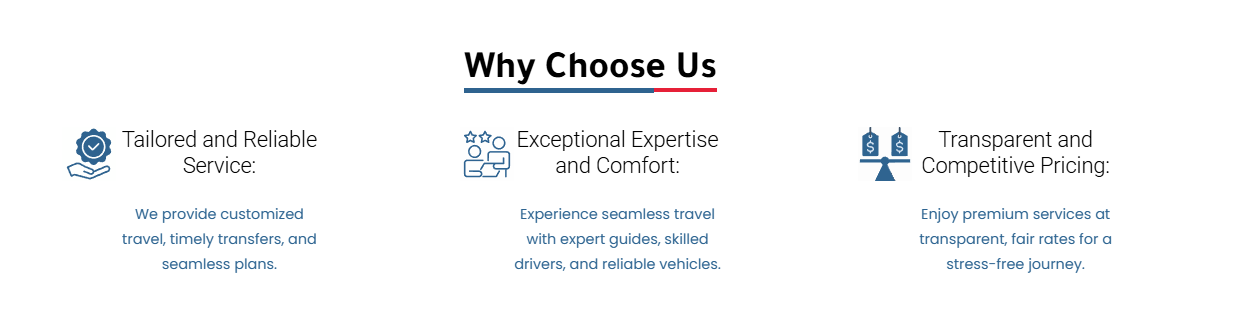 Why Choose Us
Tailored and Reliable
Service:
We provide customized
travel, timely transfers, and
seamless plans.
Exceptional Expertise
and Comfort:
Experience seamless travel
with expert guides, skilled
drivers, and reliable vehicles.
$ $
Transparent and
Competitive Pricing:
Enjoy premium services at
transparent, fair rates for a
stress-free journey.